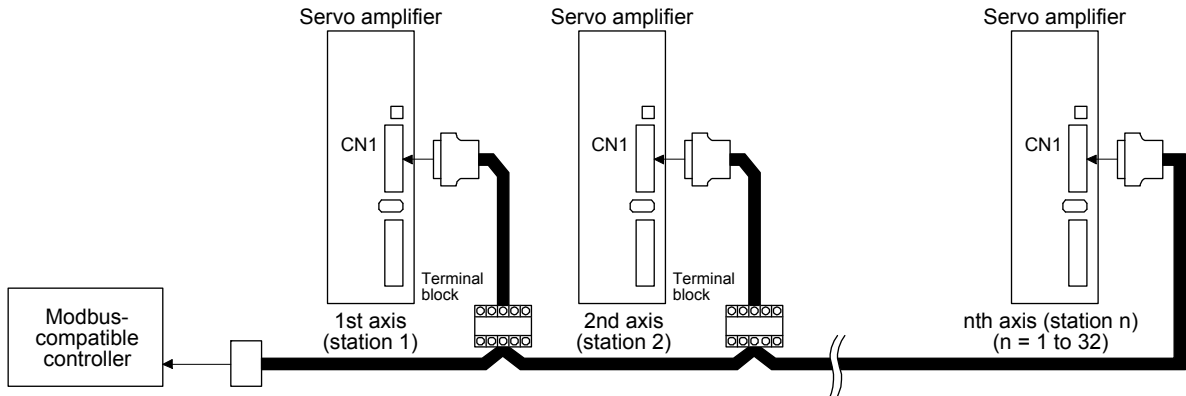 Servo amplifier
Servo amplifier
Servo amplifier
CN1
CN1
CN1
Terminal
block
Terminal
block
1st axis
(station 1)
2nd axis
(station 2)
nth axis (station n)
(n = 1 to 32)
Modbus-
compatible
controller